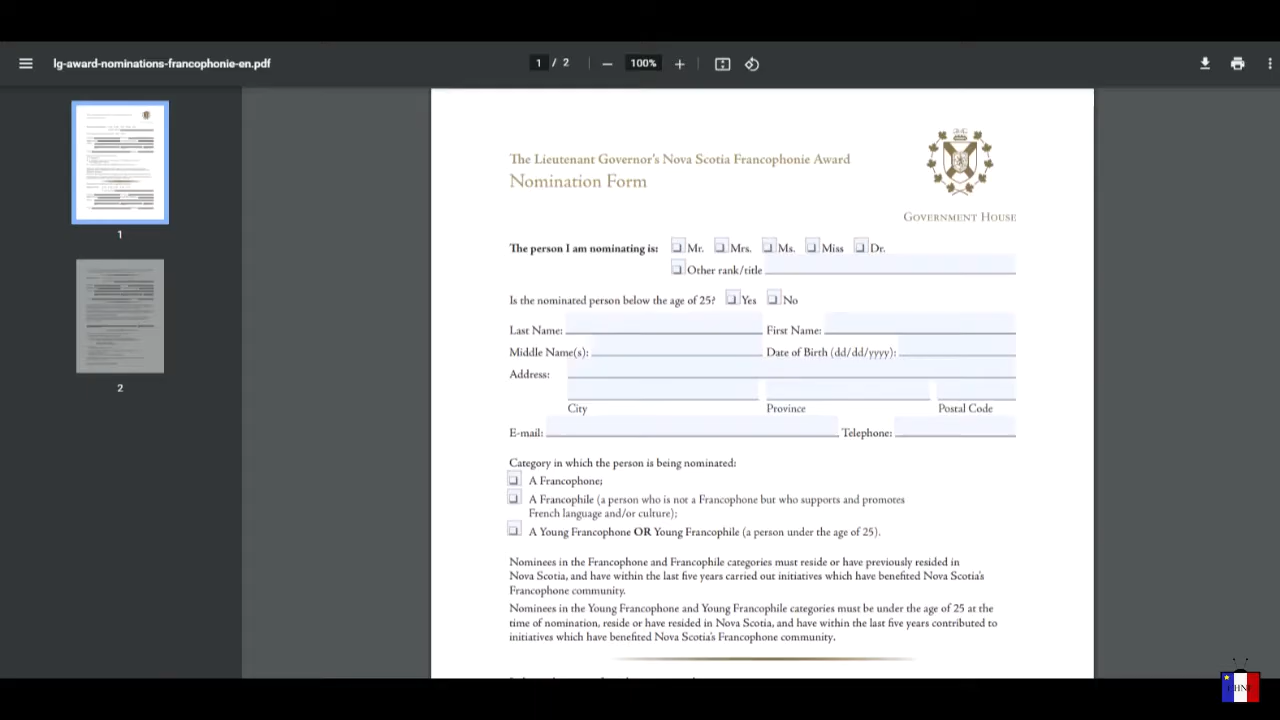 lg-award-nominations-francophonie-en.pdf
1 / 2
100%
1
2
The Lieutenant Governor's Nova Scotia Francophonie Award
Nomination Form
Government House
The person I am nominating is: Mr. Mrs. Ms. Miss Dr.
Other rank/title
Is the nominated person below the age of 25? Yes No
Last Name: First Name:
Middle Name(s): Date of Birth (dd/dd/yyyy):
Address:
City Province Postal Code
E-mail: Telephone:
Category in which the person is being nominated:
A Francophone;
A Francophile (a person who is not a Francophone but who supports and promotes
French language and/or culture);
A Young Francophone OR Young Francophile (a person under the age of 25).
Nominees in the Francophone and Francophile categories must reside or have previously resided in
Nova Scotia, and have within the last five years carried out initiatives which have benefited Nova Scotia's
Francophone community.
Nominees in the Young Francophone and Young Francophile categories must be under the age of 25 at the
time of nomination, reside or have resided in Nova Scotia, and have within the last five years contributed to
initiatives which have benefited Nova Scotia's Francophone community.